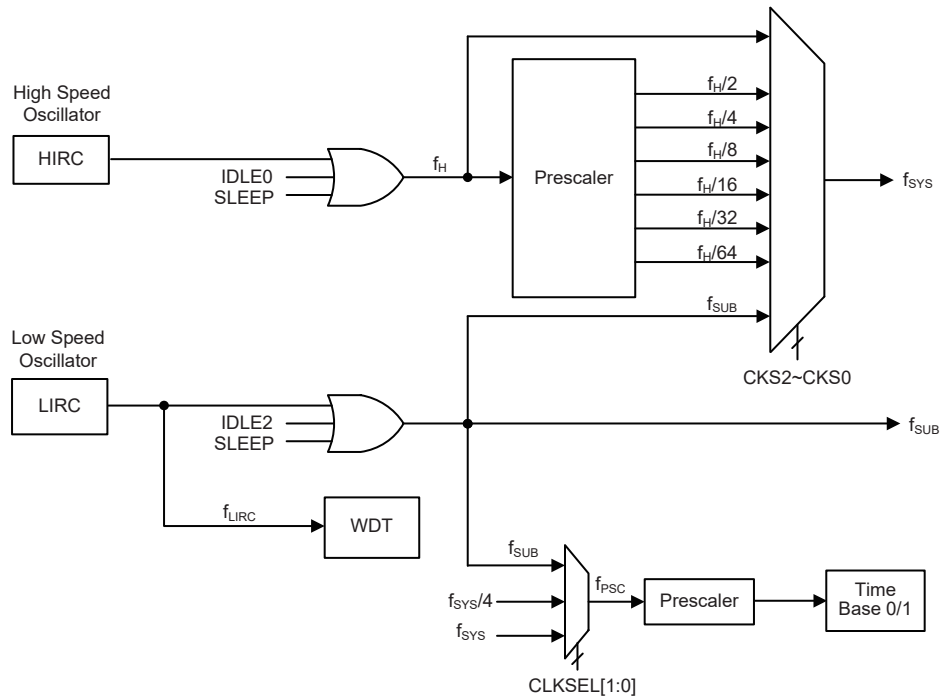 High Speed
Oscillator
HIRC
IDLE0
SLEEP
fH
Prescaler
fH/2
fH/4
fH/8
fH/16
fH/32
fH/64
fSUB
fSYS
CKS2~CKS0
Low Speed
Oscillator
LIRC
IDLE2
SLEEP
fSUB
fLIRC
WDT
fSUB
fSYS/4
fSYS
fPSC
Prescaler
Time
Base 0/1
CLKSEL[1:0]